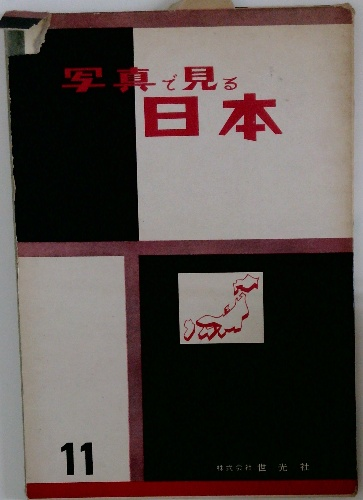 写真で見る
日本
11
株式会社 世光社